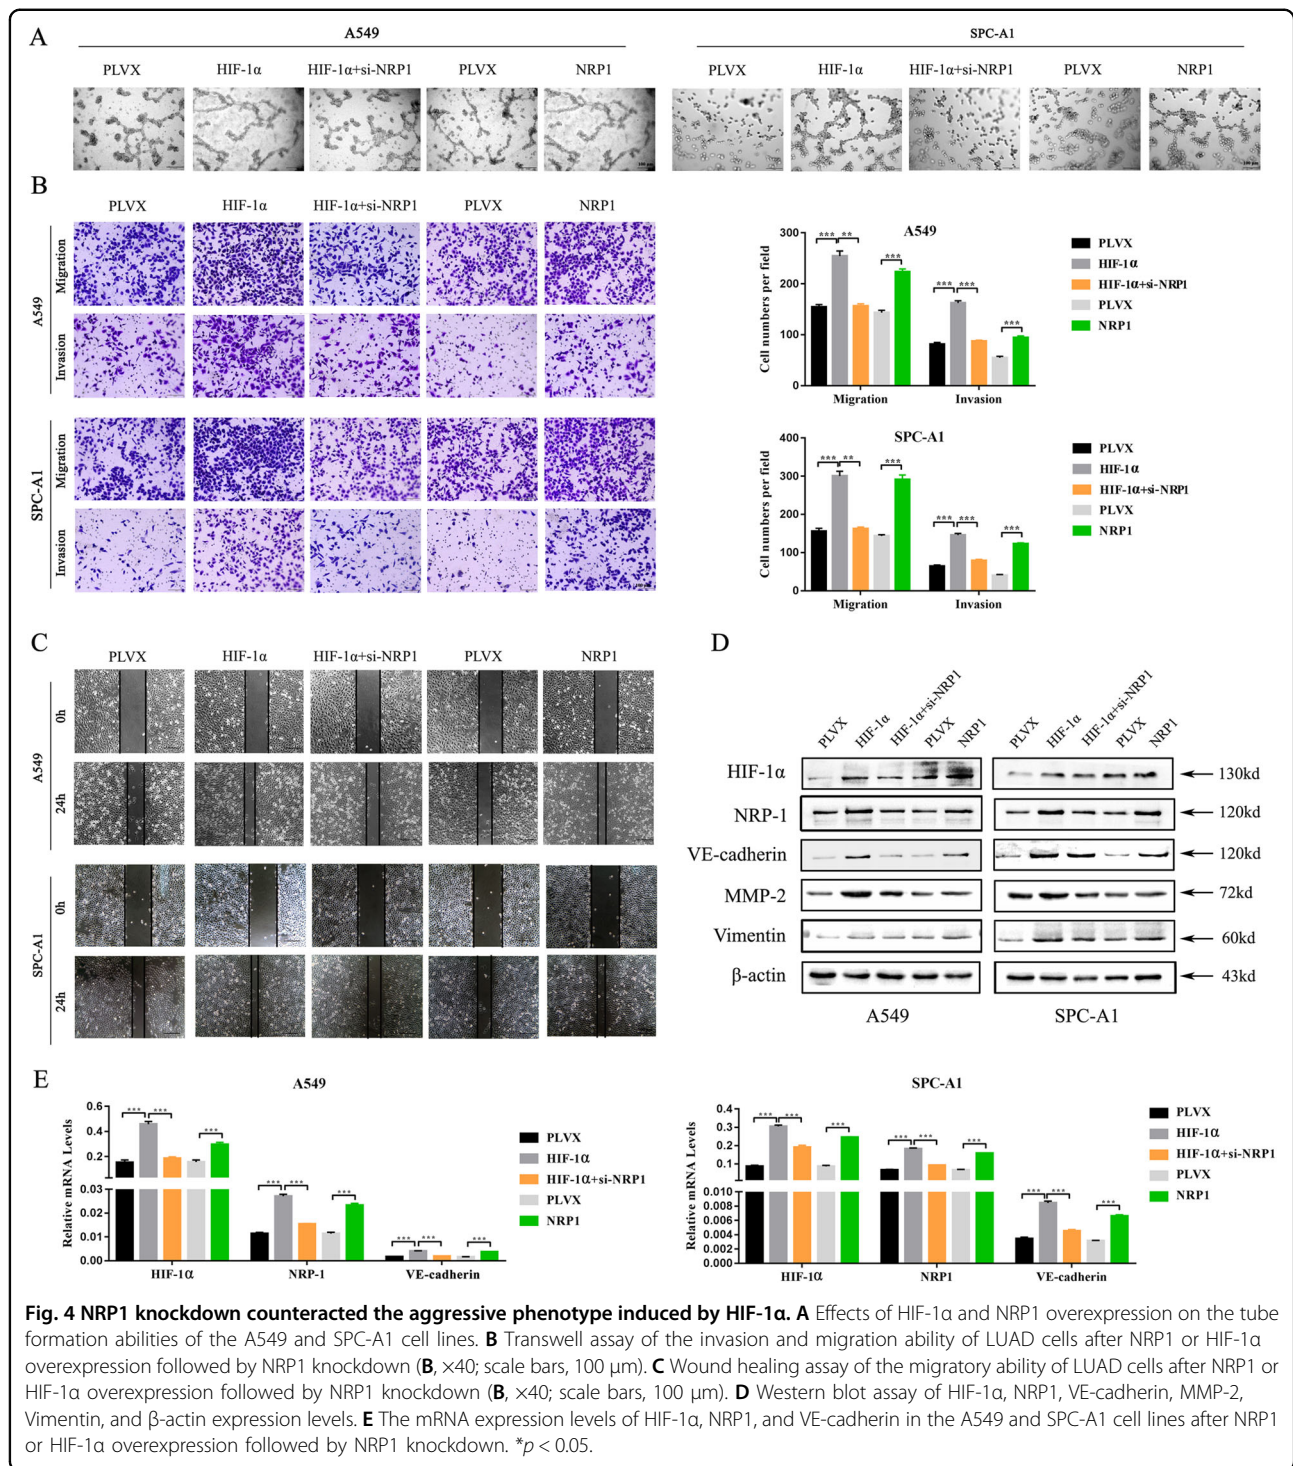 A
A549
SPC-A1
PLVX HIF-1α HIF-1α+si-NRP1 PLVX NRP1
PLVX HIF-1α HIF-1α+si-NRP1 PLVX NRP1
100 μm
100 μm
B
PLVX HIF-1α HIF-1α+si-NRP1 PLVX NRP1
A549
Migration
Invasion
SPC-A1
Migration
Invasion
A549
Cell numbers per field
300
200
100
0
*** ** *** *** *** ***
Migration Invasion
PLVX
HIF-1α
HIF-1α+si-NRP1
PLVX
NRP1
SPC-A1
Cell numbers per field
400
300
200
100
0
*** ** *** *** *** ***
Migration Invasion
PLVX
HIF-1α
HIF-1α+si-NRP1
PLVX
NRP1
C
PLVX HIF-1α HIF-1α+si-NRP1 PLVX NRP1
A549
0h
24h
SPC-A1
0h
24h
D
PLVX HIF-1α HIF-1α+si-NRP1 PLVX NRP1
PLVX HIF-1α HIF-1α+si-NRP1 PLVX NRP1
HIF-1α 130kd
NRP-1 120kd
VE-cadherin 120kd
MMP-2 72kd
Vimentin 60kd
β-actin 43kd
A549 SPC-A1
E
A549
Relative mRNA Levels
0.6
0.4
0.2
0.03
0.02
0.01
0.00
*** *** *** *** *** *** *** *** ***
HIF-1α NRP-1 VE-cadherin
PLVX
HIF-1α
HIF-1α+si-NRP1
PLVX
NRP1
SPC-A1
Relative mRNA Levels
0.4
0.3
0.2
0.1
0.010
0.008
0.006
0.004
0.002
0.000
*** *** *** *** *** *** *** *** ***
HIF-1α NRP1 VE-cadherin
PLVX
HIF-1α
HIF-1α+si-NRP1
PLVX
NRP1
Fig. 4 NRP1 knockdown counteracted the aggressive phenotype induced by HIF-1α. A Effects of HIF-1α and NRP1 overexpression on the tube
formation abilities of the A549 and SPC-A1 cell lines. B Transwell assay of the invasion and migration ability of LUAD cells after NRP1 or HIF-1α
overexpression followed by NRP1 knockdown (B, ×40; scale bars, 100 μm). C Wound healing assay of the migratory ability of LUAD cells after NRP1 or
HIF-1α overexpression followed by NRP1 knockdown (B, ×40; scale bars, 100 μm). D Western blot assay of HIF-1α, NRP1, VE-cadherin, MMP-2,
Vimentin, and β-actin expression levels. E The mRNA expression levels of HIF-1α, NRP1, and VE-cadherin in the A549 and SPC-A1 cell lines after NRP1
or HIF-1α overexpression followed by NRP1 knockdown. *p < 0.05.